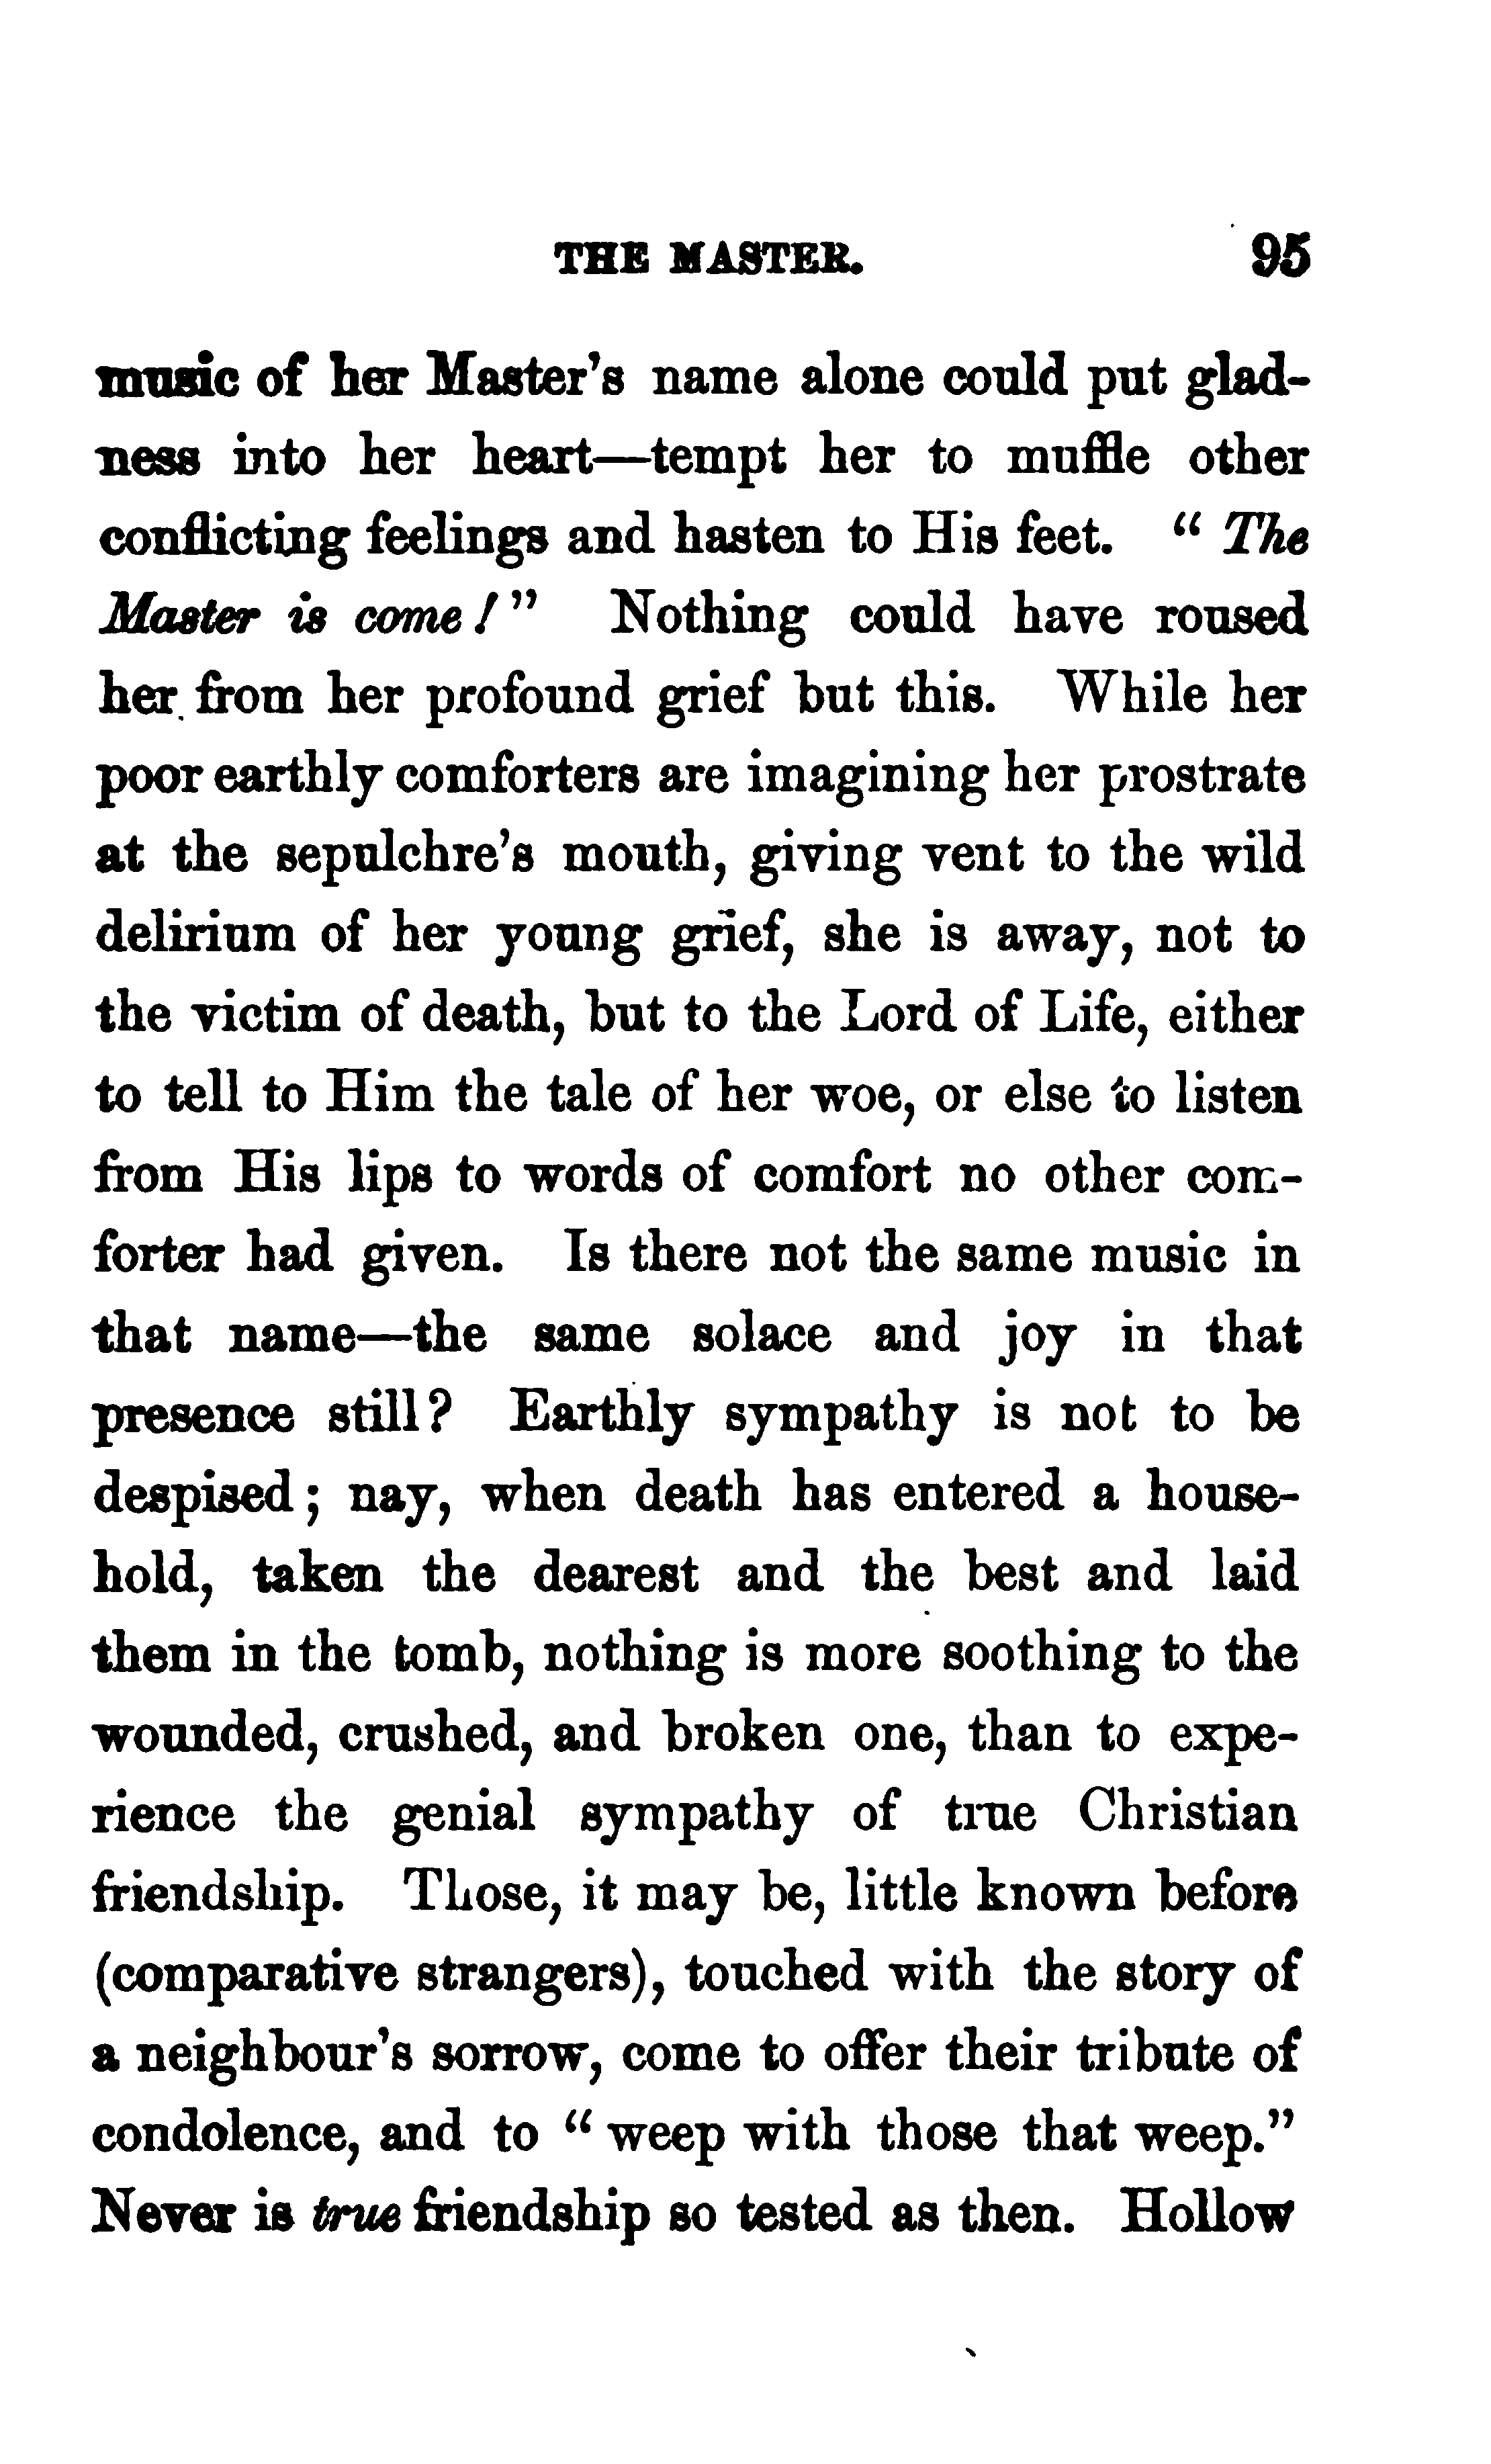 THE MASTER. 95
music of her Master's name alone could put glad-
ness into her heart—tempt her to muffle other
conflicting feelings and hasten to His feet. "The
Master is come!" Nothing could have roused
her from her profound grief but this. While her
poor earthly comforters are imagining her prostrate
at the sepulchre's mouth, giving vent to the wild
delirium of her young grief, she is away, not to
the victim of death, but to the Lord of Life, either
to tell to Him the tale of her woe, or else to listen
from His lips to words of comfort no other com-
forter had given. Is there not the same music in
that name—the same solace and joy in that
presence still? Earthly sympathy is not to be
despised; nay, when death has entered a house-
hold, taken the dearest and the best and laid
them in the tomb, nothing is more soothing to the
wounded, crushed, and broken one, than to expe-
rience the genial sympathy of true Christian
friendship. Those, it may be, little known before
(comparative strangers), touched with the story of
a neighbour's sorrow, come to offer their tribute of
condolence, and to "weep with those that weep."
Never is true friendship so tested as then. Hollow